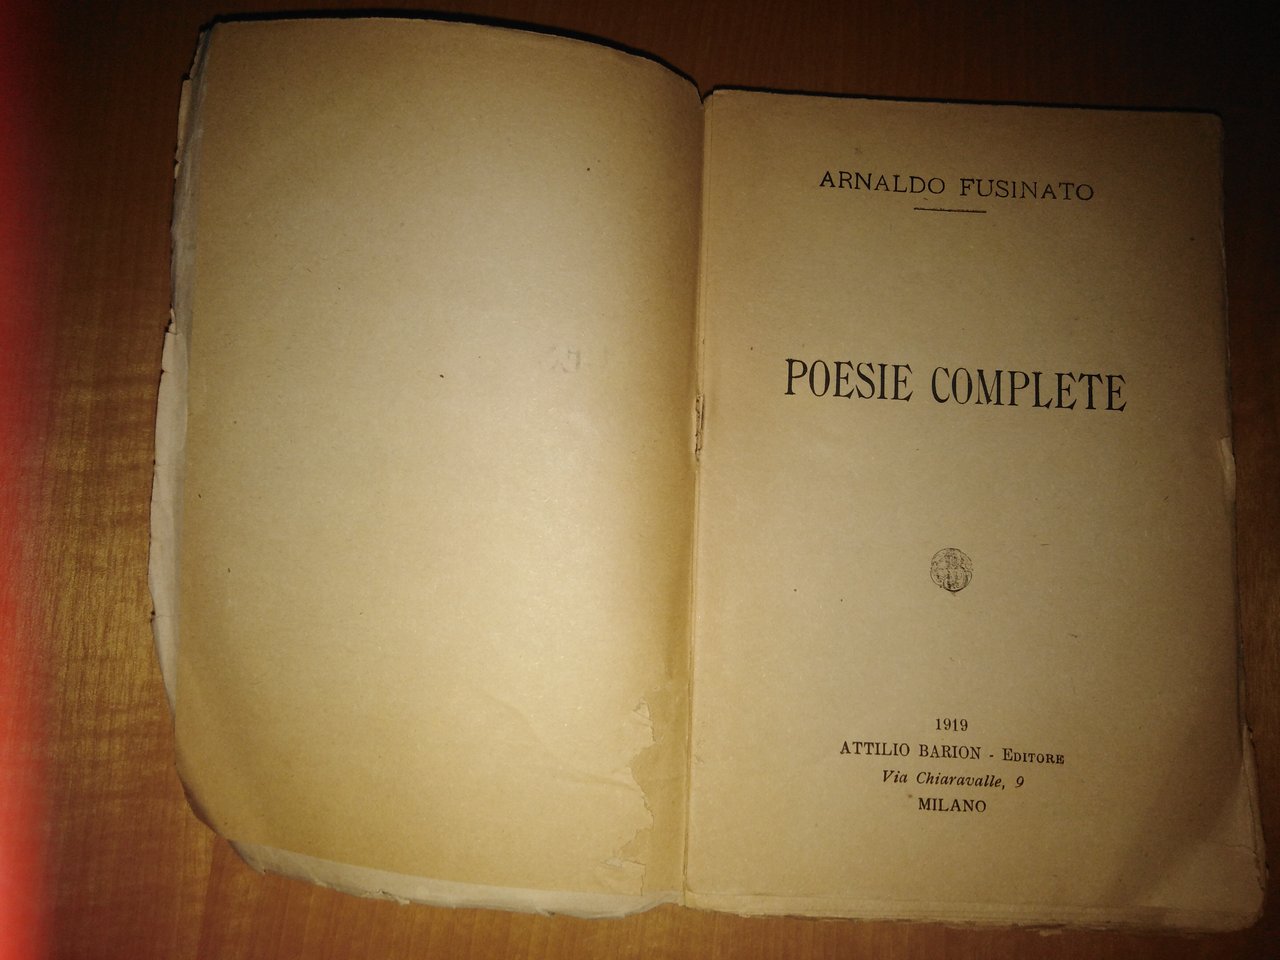 ARNALDO FUSINATO
POESIE COMPLETE
1919
ATTILIO BARION - EDITORE
Via Chiaravalle, 9
MILANO